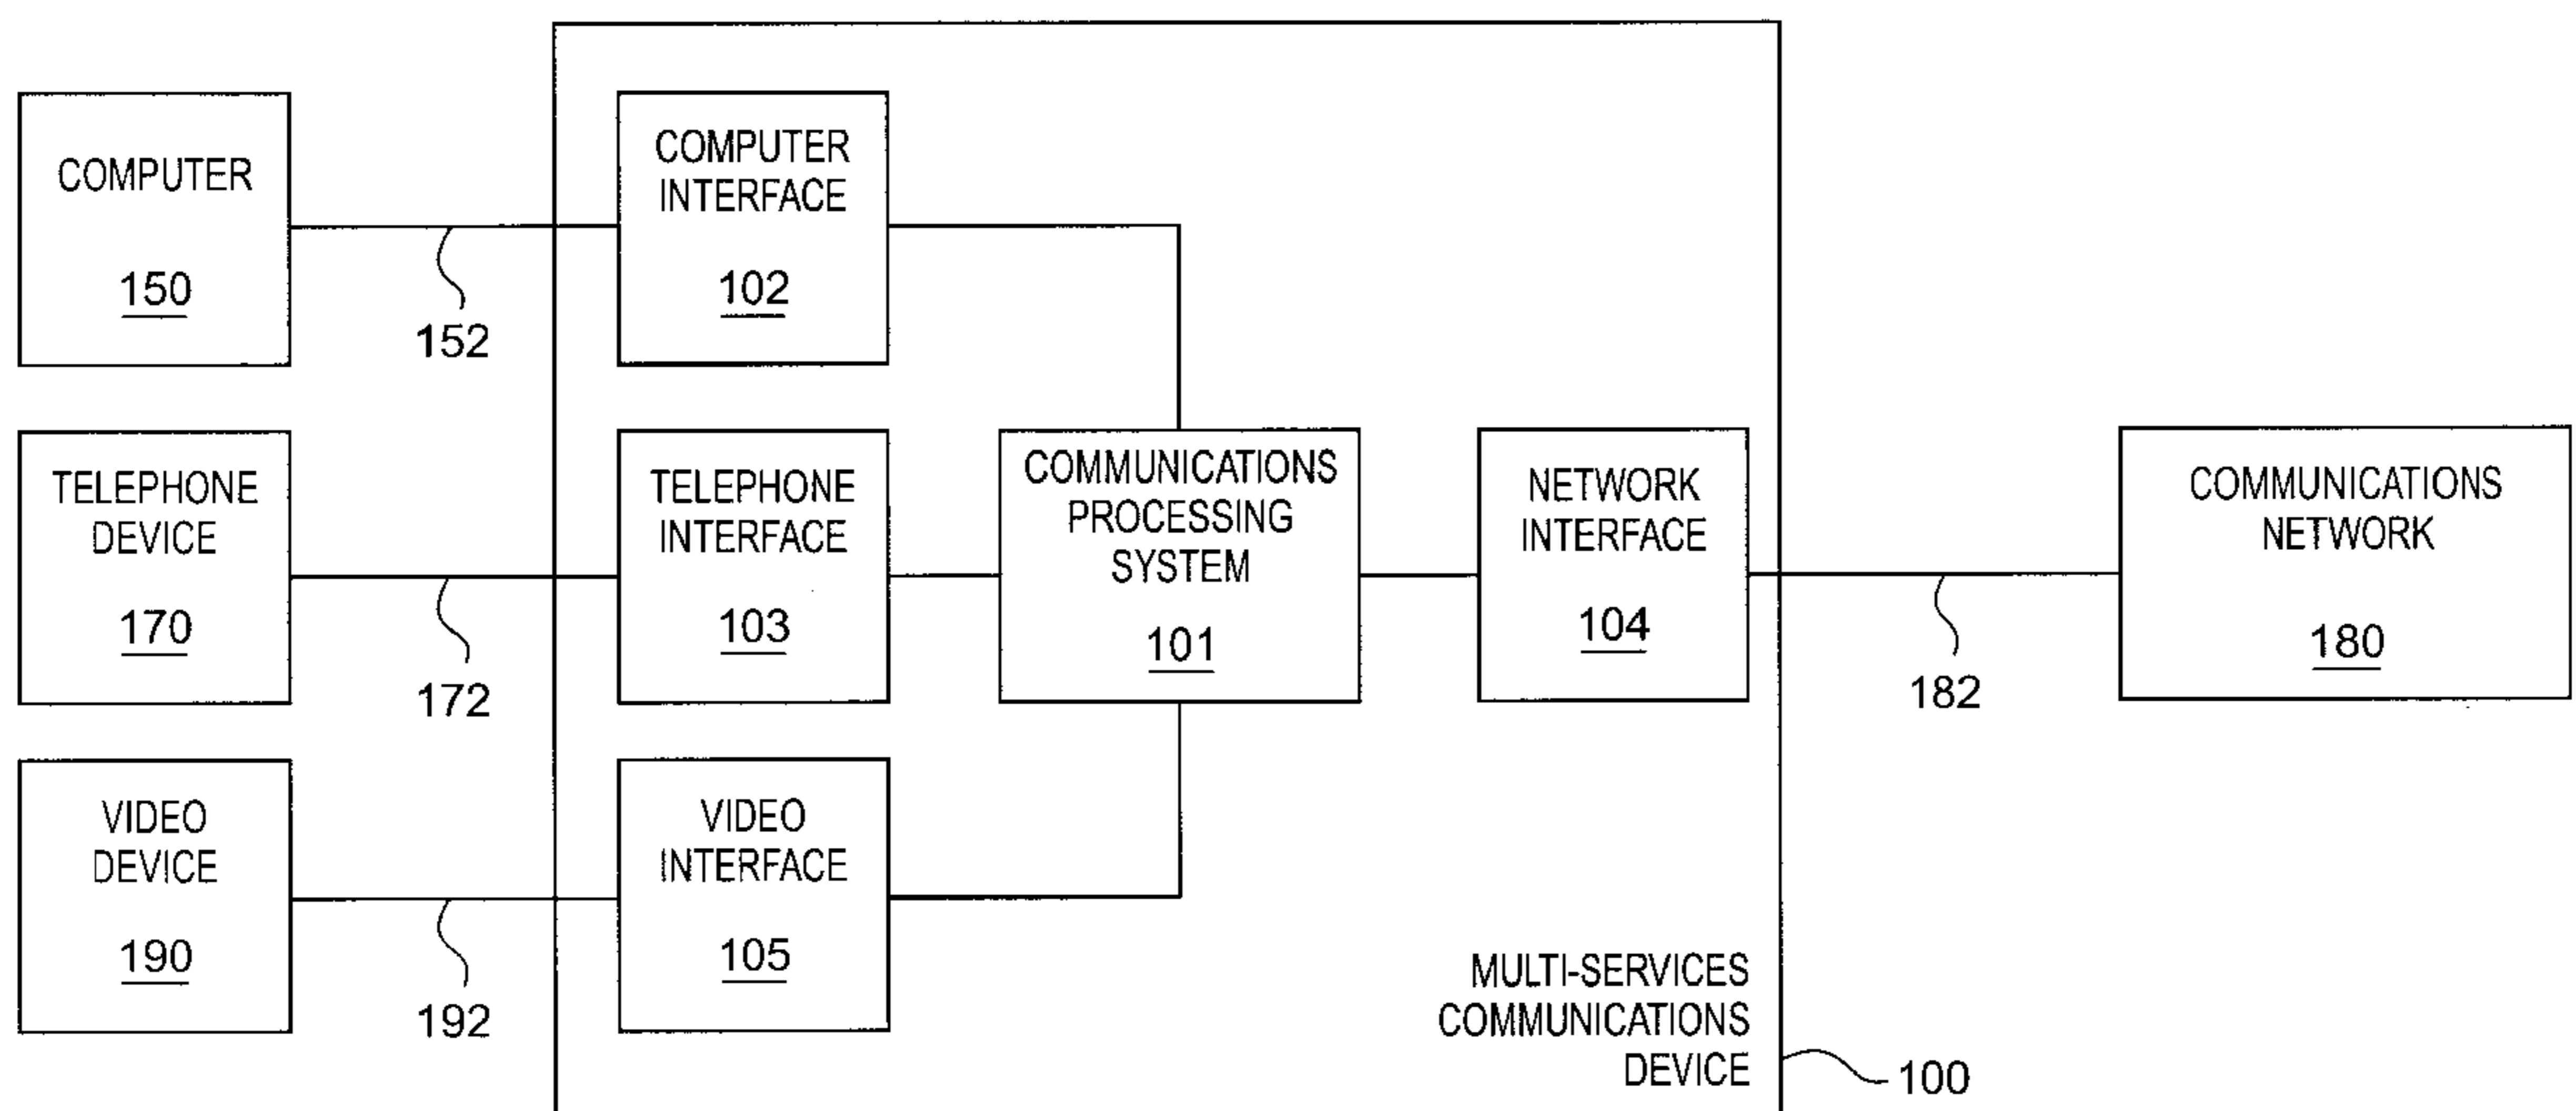 COMPUTER
150
152
COMPUTER
INTERFACE
102
TELEPHONE
DEVICE
170
172
TELEPHONE
INTERFACE
103
COMMUNICATIONS
PROCESSING
SYSTEM
101
NETWORK
INTERFACE
104
182
COMMUNICATIONS
NETWORK
180
VIDEO
DEVICE
190
192
VIDEO
INTERFACE
105
MULTI-SERVICES
COMMUNICATIONS
DEVICE
100